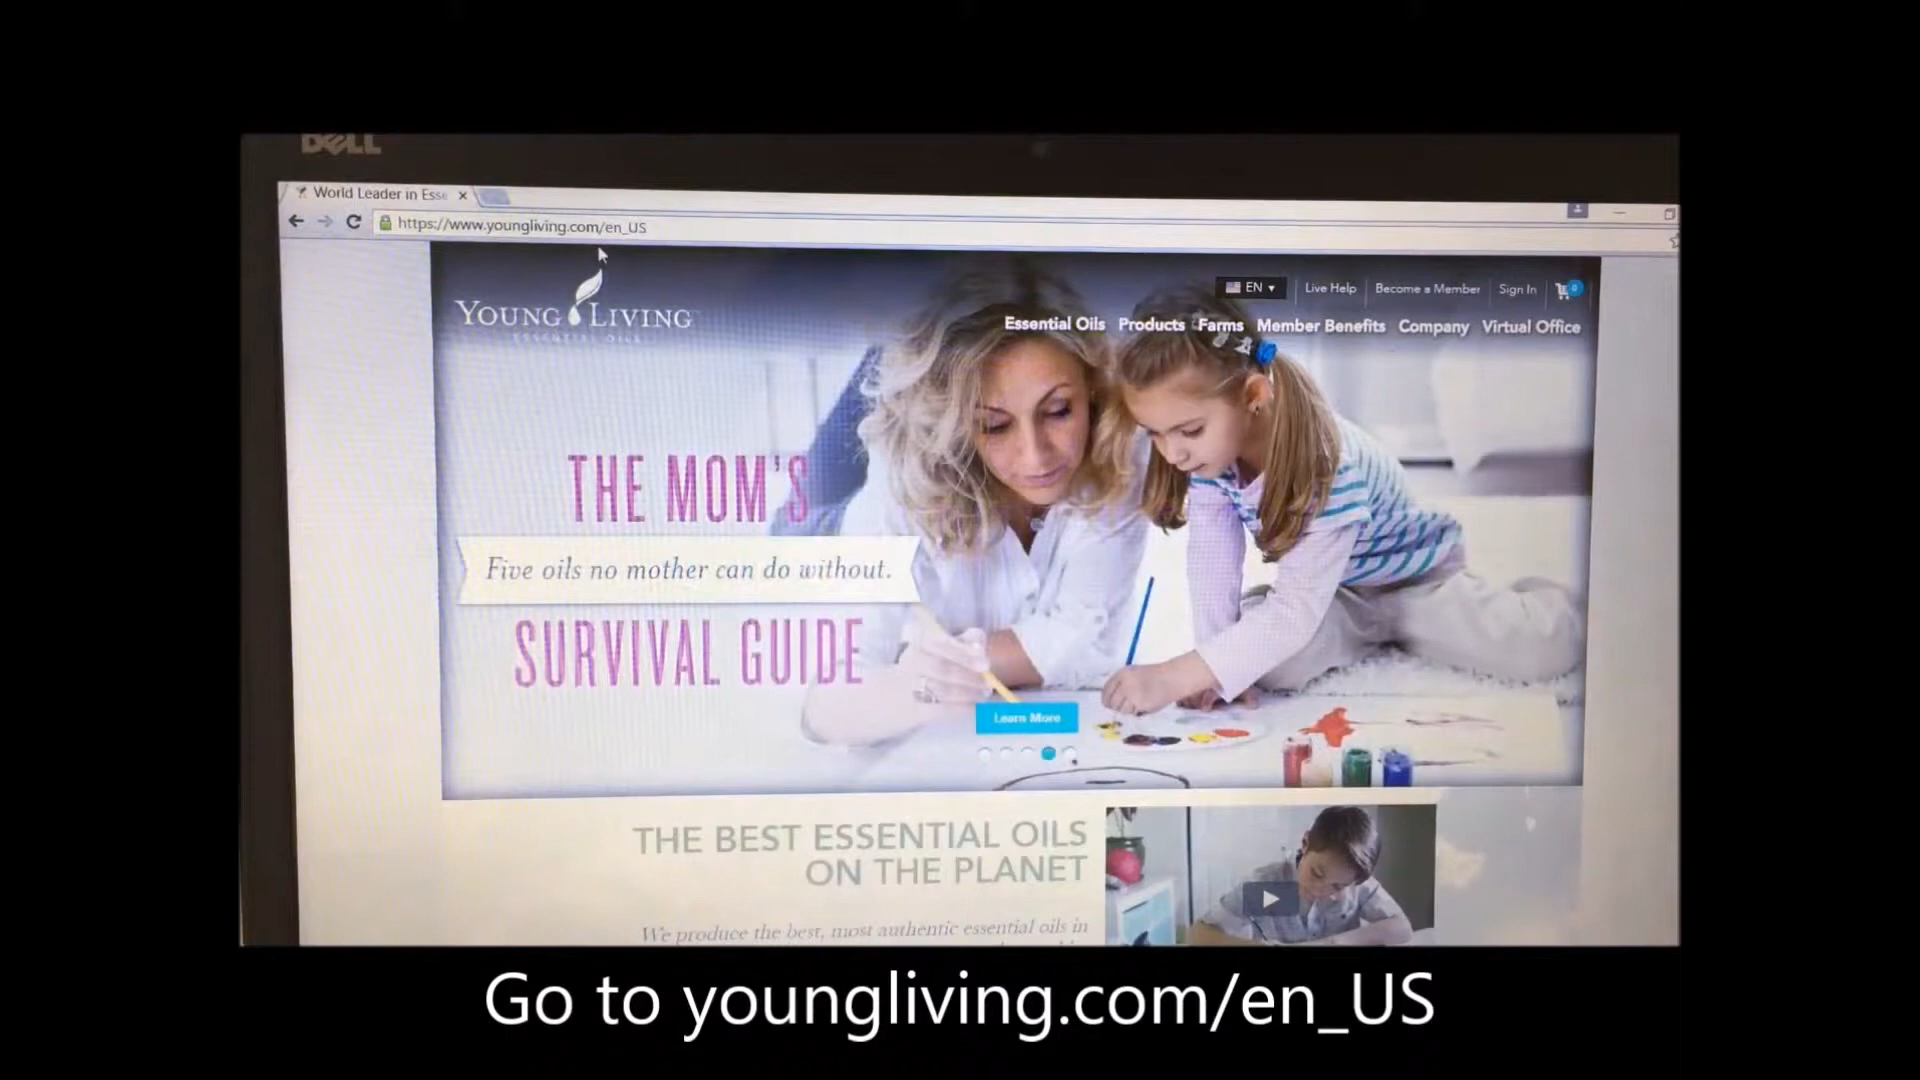 DELL
World Leader in Esse
https://www.youngliving.com/en_US
EN
Live Help
Become a Member
Sign In
0
YOUNG LIVING
ESSENTIAL OILS
Essential Oils
Products
Farms
Member Benefits
Company
Virtual Office
THE MOM'S
Five oils no mother can do without.
SURVIVAL GUIDE
Learn More
THE BEST ESSENTIAL OILS
ON THE PLANET
We produce the best, most authentic essential oils in
Go to youngliving.com/en_US